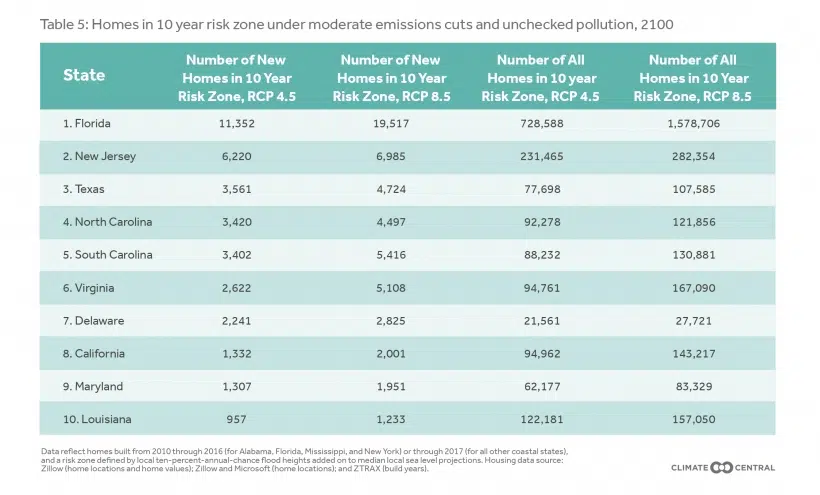 Table 5: Homes in 10 year risk zone under moderate emissions cuts and unchecked pollution, 2100
State
Number of New
Homes in 10 Year
Risk Zone, RCP 4.5
Number of New
Homes in 10 Year
Risk Zone, RCP 8.5
Number of All
Homes in 10 year
Risk Zone, RCP 4.5
Number of All
Homes in 10 Year
Risk Zone, RCP 8.5
1. Florida 11,352 19,517 728,588 1,578,706
2. New Jersey 6,220 6,985 231,465 282,354
3. Texas 3,561 4,724 77,698 107,585
4. North Carolina 3,420 4,497 92,278 121,856
5. South Carolina 3,402 5,416 88,232 130,881
6. Virginia 2,622 5,108 94,761 167,090
7. Delaware 2,241 2,825 21,561 27,721
8. California 1,332 2,001 94,962 143,217
9. Maryland 1,307 1,951 62,177 83,329
10. Louisiana 957 1,233 122,181 157,050
Data reflect homes built from 2010 through 2016 (for Alabama, Florida, Mississippi, and New York) or through 2017 (for all other coastal states),
and a risk zone defined by local ten-percent-annual-chance flood heights added on to median local sea level projections. Housing data source:
Zillow (home locations and home values); Zillow and Microsoft (home locations); and ZTRAX (build years).
CLIMATE CENTRAL